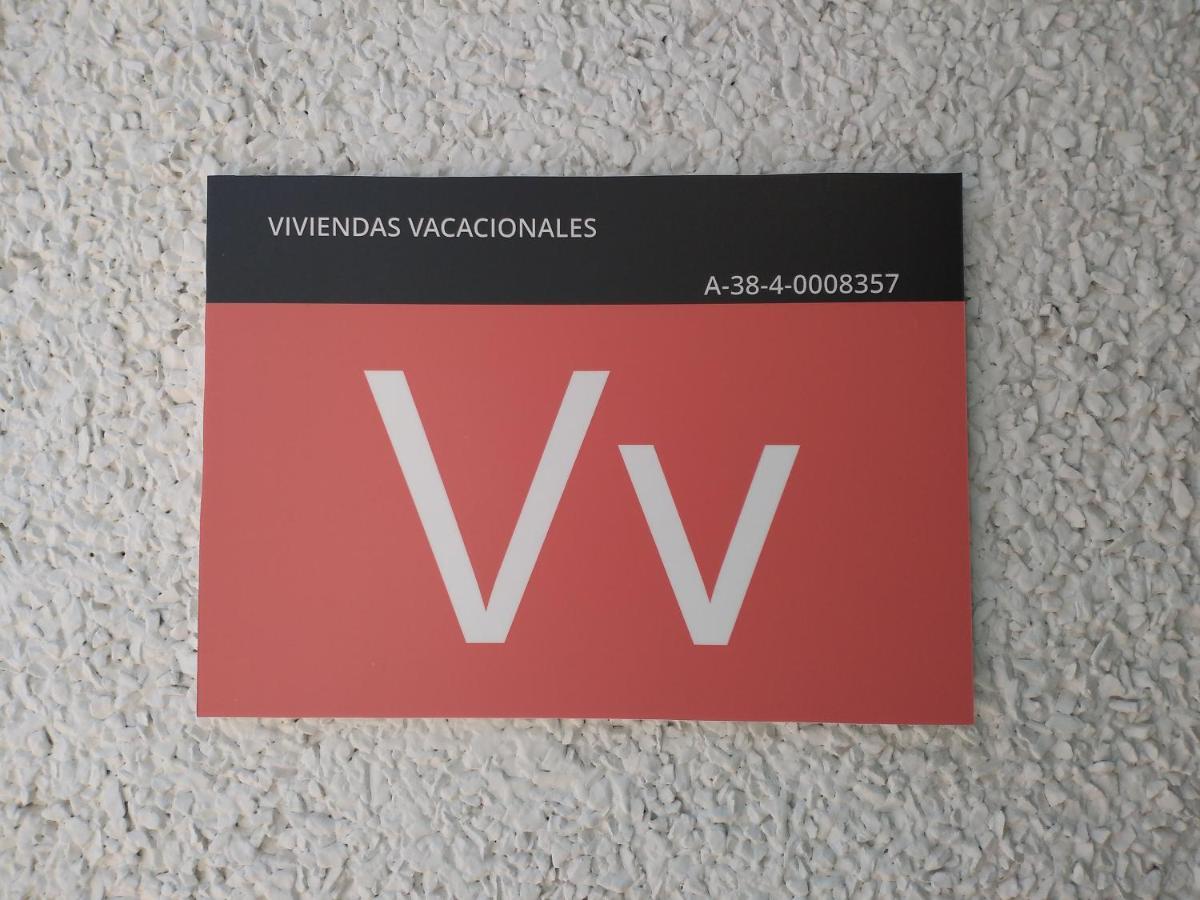 VIVIENDAS VACACIONALES
A-38-4-0008357
Vv